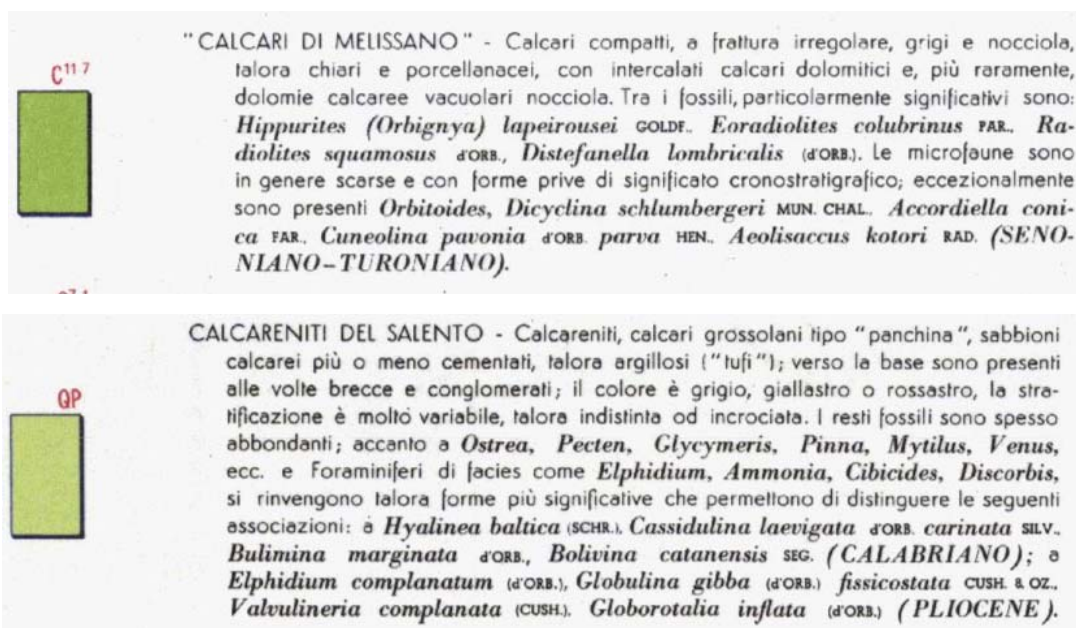 "CALCARI DI MELISSANO" - Calcari compatti, a frattura irregolare, grigi e nocciola,
C11-7
talora chiari e porcellanacei, con intercalati calcari dolomitici e, più raramente,
dolomie calcaree vacuolari nocciola. Tra i fossili, particolarmente significativi sono:
Hippurites (Orbignya) lapeirousei GOLDF., Eoradiolites colubrinus PAR., Ra-
diolites squamosus d'ORB., Distefanella lombricalis (d'ORB.). Le microfaune sono
in genere scarse e con forme prive di significato cronostratigrafico; eccezionalmente
sono presenti Orbitoides, Dicyclina schlumbergeri MUN. CHAL., Accordiella coni-
ca FAR., Cuneolina pavonia d'ORB. parva HEN., Aeolisaccus kotori RAD. (SENO-
NIANO-TURONIANO).
CALCARENITI DEL SALENTO - Calcareniti, calcari grossolani tipo "panchina", sabbioni
calcarei più o meno cementati, talora argillosi ("tufi"); verso la base sono presenti
QP
alle volte brecce e conglomerati; il colore è grigio, giallastro o rossastro, la stra-
tificazione è molto variabile, talora indistinta od incrociata. I resti fossili sono spesso
abbondanti; accanto a Ostrea, Pecten, Glycymeris, Pinna, Mytilus, Venus,
ecc. e Foraminiferi di facies come Elphidium, Ammonia, Cibicides, Discorbis,
si rinvengono talora forme più significative che permettono di distinguere le seguenti
associazioni: a Hyalinea baltica (SCHR.), Cassidulina laevigata d'ORB. carinata SILV.,
Bulimina marginata d'ORB., Bolivina catanensis SEG. (CALABRIANO); a
Elphidium complanatum (d'ORB.), Globulina gibba (d'ORB.) fissicostata CUSH. & OZ.,
Valvulineria complanata (CUSH.), Globorotalia inflata (d'ORB.) (PLIOCENE).